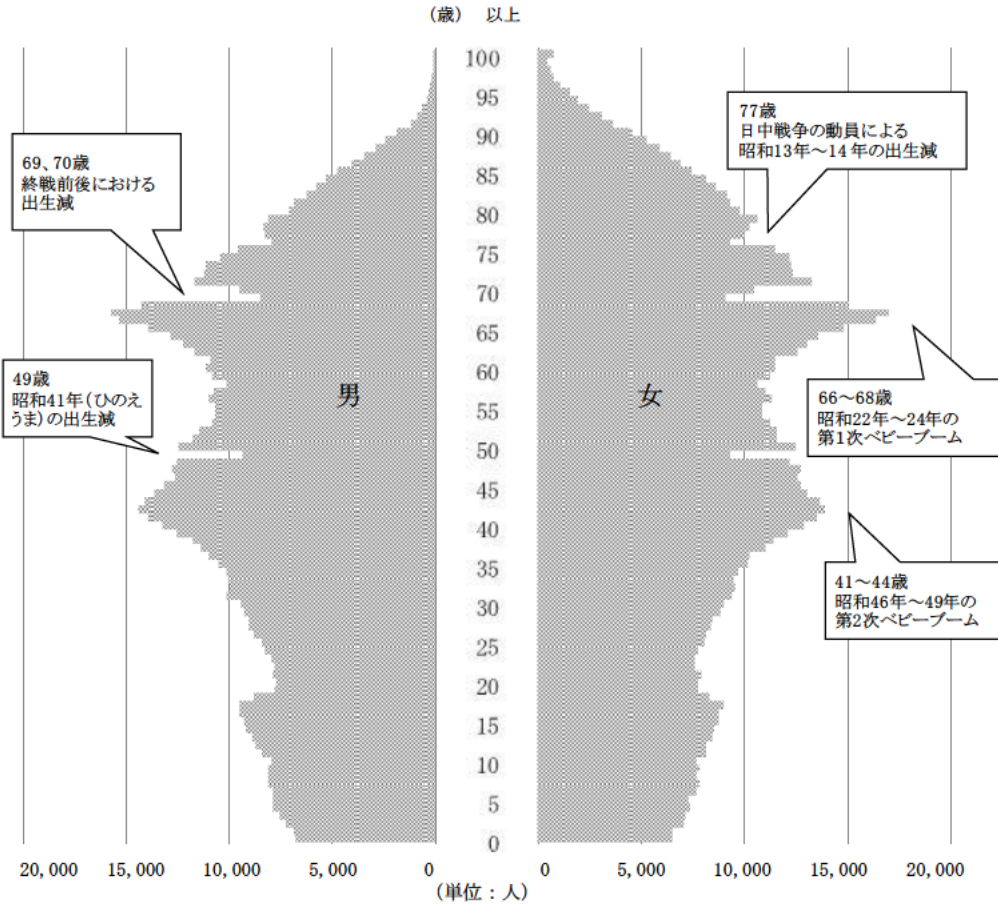 (歳) 以上
100
95
90
85
80
75
70
65
60
55
50
45
40
35
30
25
20
15
10
5
0
69、70歳
終戦前後における
出生減
49歳
昭和41年(ひのえ
うま)の出生減
男
女
77歳
日中戦争の動員による
昭和13年～14年の出生減
66～68歳
昭和22年～24年の
第1次ベビーブーム
41～44歳
昭和46年～49年の
第2次ベビーブーム
20,000 15,000 10,000 5,000 0 0 5,000 10,000 15,000 20,000
(単位：人)